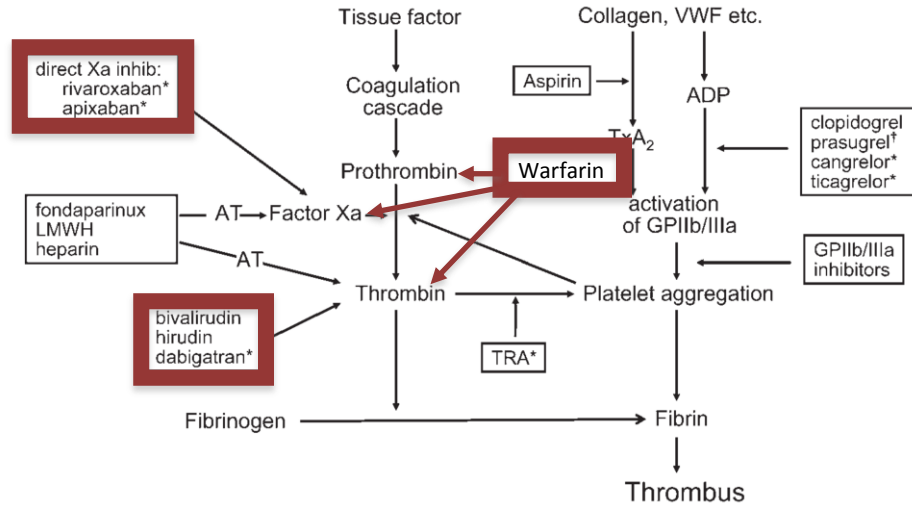 Tissue factor
Collagen, VWF etc.
direct Xa inhib:
rivaroxaban*
apixaban*
Coagulation
cascade
Aspirin
ADP
TxA2
clopidogrel
prasugrel†
cangrelor*
ticagrelor*
Prothrombin
Warfarin
fondaparinux
LMWH
heparin
AT
Factor Xa
activation
of GPIIb/IIIa
AT
GPIIb/IIIa
inhibitors
Thrombin
Platelet aggregation
bivalirudin
hirudin
dabigatran*
TRA*
Fibrinogen
Fibrin
Thrombus